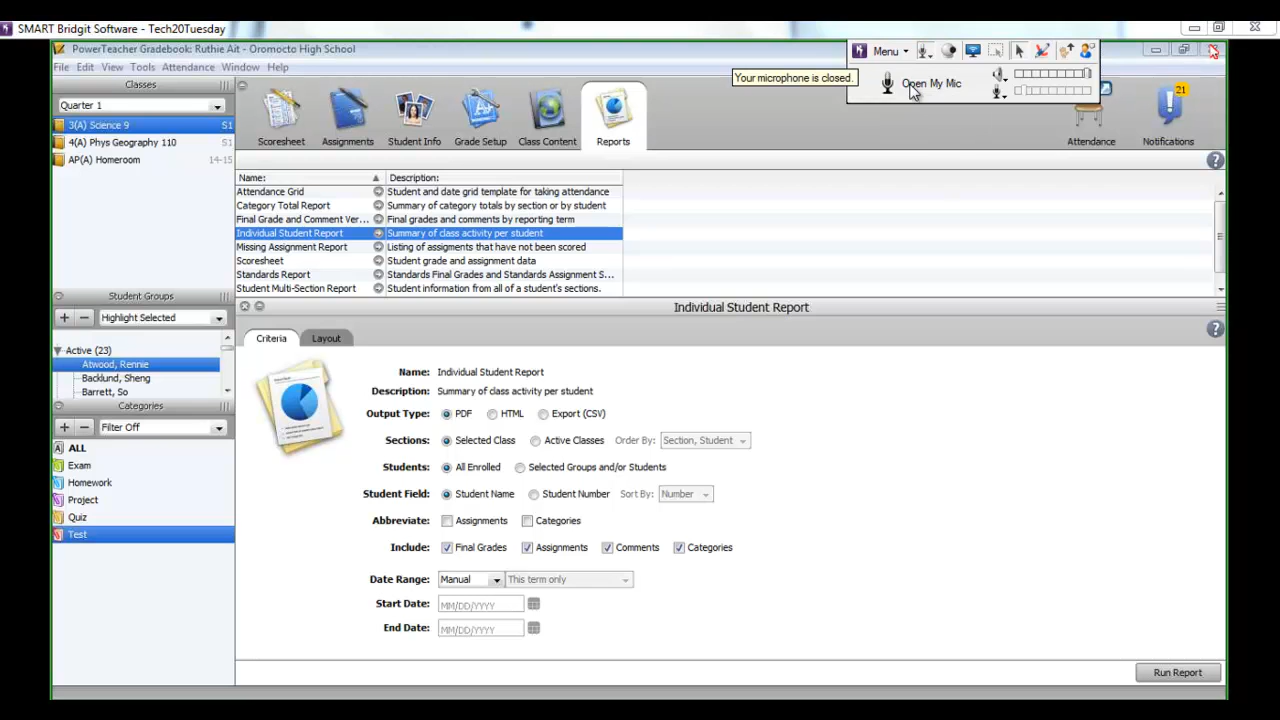 SMART Bridgit Software - Tech20Tuesday
PowerTeacher Gradebook: Ruthie Ait - Oromocto High School
File Edit View Tools Attendance Window Help
Menu
Your microphone is closed.
Open My Mic
Classes
Quarter 1
3(A) Science 9 S1
4(A) Phys Geography 110 S1
AP(A) Homeroom 14-15
Scoresheet
Assignments
Student Info
Grade Setup
Class Content
Reports
Attendance
21
Notifications
Name: Description:
Attendance Grid Student and date grid template for taking attendance
Category Total Report Summary of category totals by section or by student
Final Grade and Comment Ver... Final grades and comments by reporting term
Individual Student Report Summary of class activity per student
Missing Assignment Report Listing of assigments that have not been scored
Scoresheet Student grade and assignment data
Standards Report Standards Final Grades and Standards Assignment S...
Student Multi-Section Report Student information from all of a student's sections.
Student Groups
Highlight Selected
Active (23)
Atwood, Rennie
Backlund, Sheng
Barrett, So
Categories
Filter Off
ALL
Exam
Homework
Project
Quiz
Test
Individual Student Report
Criteria Layout
Name: Individual Student Report
Description: Summary of class activity per student
Output Type: PDF HTML Export (CSV)
Sections: Selected Class Active Classes Order By: Section, Student
Students: All Enrolled Selected Groups and/or Students
Student Field: Student Name Student Number Sort By: Number
Abbreviate: Assignments Categories
Include: Final Grades Assignments Comments Categories
Date Range: Manual This term only
Start Date: MM/DD/YYYY
End Date: MM/DD/YYYY
Run Report